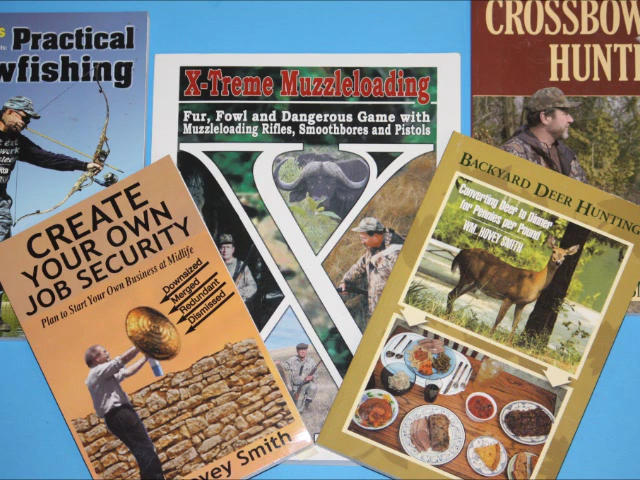 Practical
wfishing
X-Treme Muzzleloading
Fur, Fowl and Dangerous Game with
Muzzleloading Rifles, Smoothbores and Pistols
CROSSBOW
HUNTI
CREATE
YOUR OWN
JOB SECURITY
Plan to Start Your Own Business at Midlife
Downsized
Merged
Redundant
Dismissed
vey Smith
BACKYARD DEER HUNTING
Converting Deer to Dinner
for Pennies per Pound
WM. HOVEY SMITH